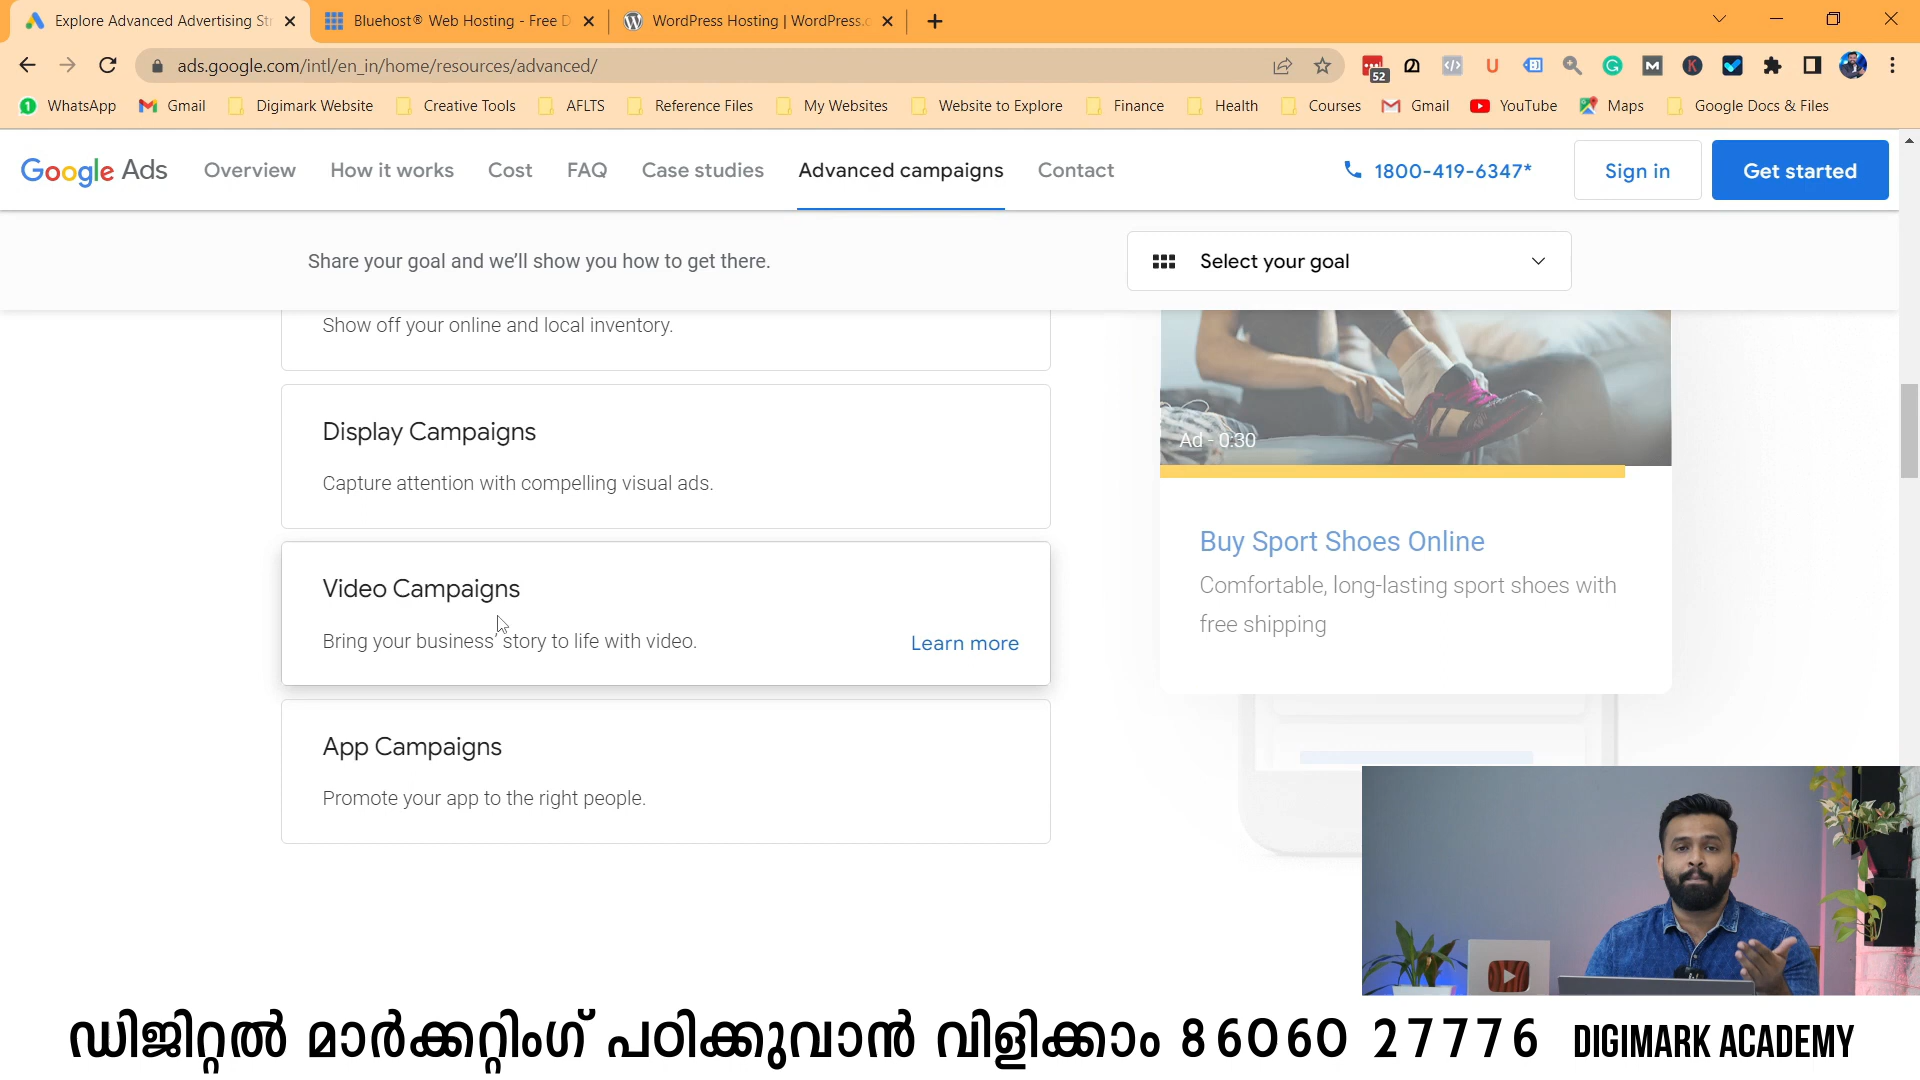 Explore Advanced Advertising Str
Bluehost® Web Hosting - Free D
WordPress Hosting | WordPress.o
ads.google.com/intl/en_in/home/resources/advanced/
52
WhatsApp
Gmail
Digimark Website
Creative Tools
AFLTS
Reference Files
My Websites
Website to Explore
Finance
Health
Courses
Gmail
YouTube
Maps
Google Docs & Files
Google Ads
Overview
How it works
Cost
FAQ
Case studies
Advanced campaigns
Contact
1800-419-6347*
Sign in
Get started
Share your goal and we’ll show you how to get there.
Select your goal
Show off your online and local inventory.
Display Campaigns
Capture attention with compelling visual ads.
Video Campaigns
Bring your business’ story to life with video.
Learn more
App Campaigns
Promote your app to the right people.
Ad - 0:30
Buy Sport Shoes Online
Comfortable, long-lasting sport shoes with
free shipping
ഡിജിറ്റൽ മാർക്കറ്റിംഗ് പഠിക്കുവാൻ വിളിക്കാം 86060 27776 DIGIMARK ACADEMY